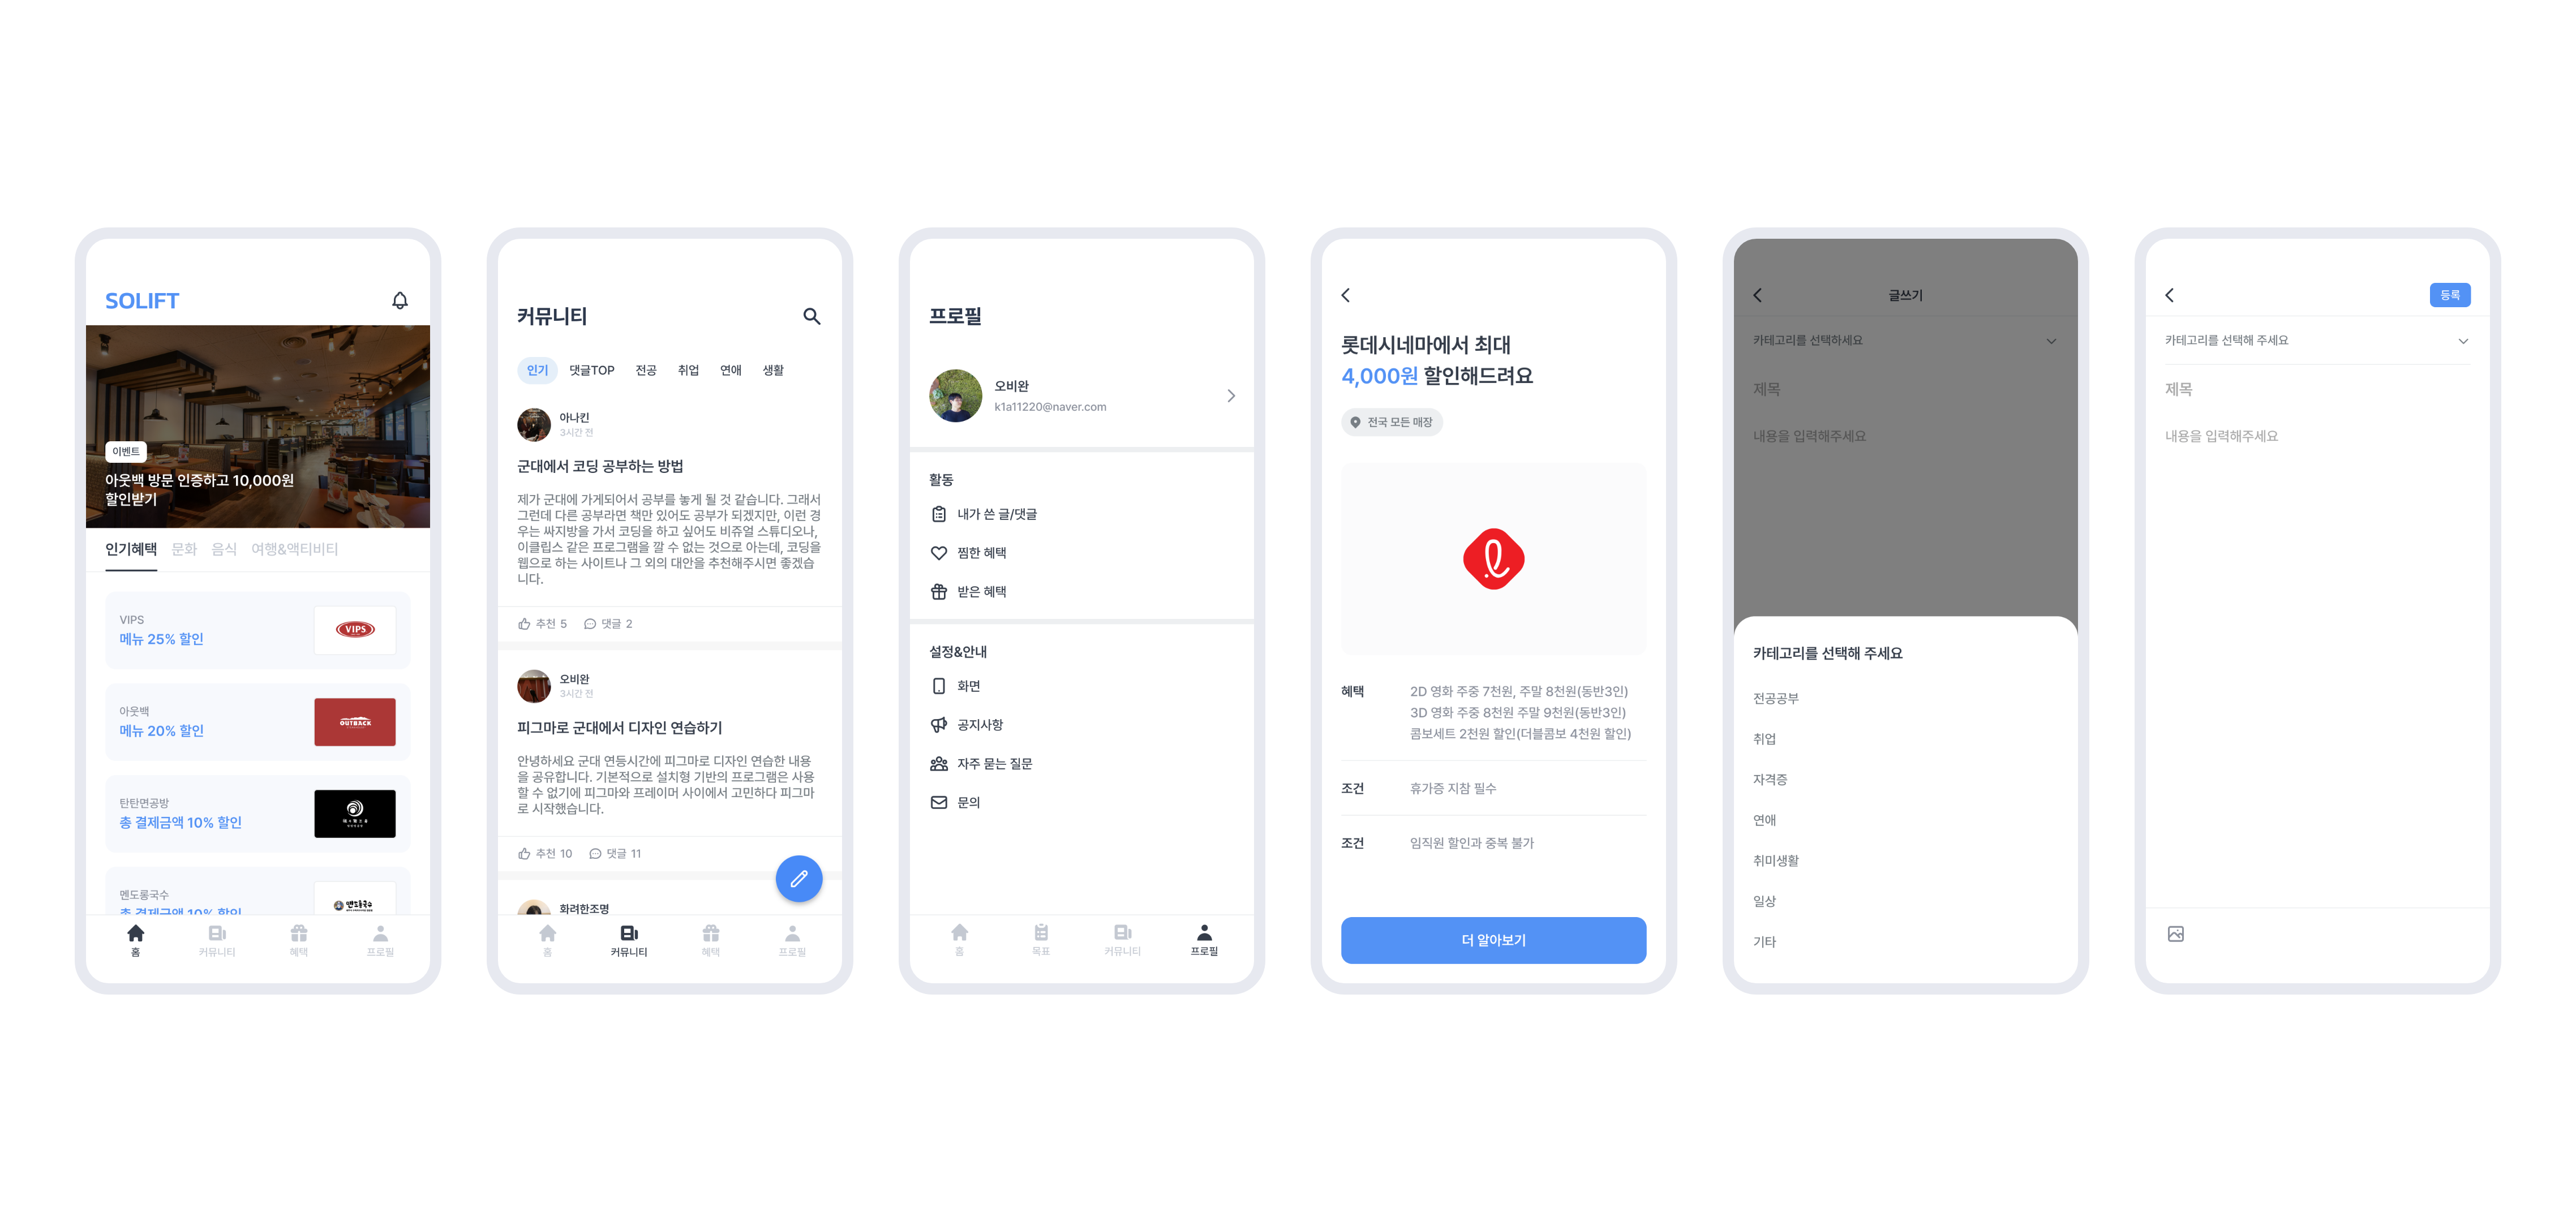 SOLIFT
이벤트
아웃백 방문 인증하고 10,000원
할인받기
인기혜택 문화 음식 여행&액티비티
VIPS
메뉴 25% 할인
VIPS
아웃백
메뉴 20% 할인
OUTBACK
탄탄면공방
총 결제금액 10% 할인
멘도롱국수
총 결제금액 10% 할인
멘도롱국수
홈 커뮤니티 혜택 프로필
커뮤니티
인기 댓글TOP 전공 취업 연애 생활
아나킨
3시간 전
군대에서 코딩 공부하는 방법
제가 군대에 가게되어서 공부를 놓게 될 것 같습니다. 그래서
그런데 다른 공부라면 책만 있어도 공부가 되겠지만, 이런 경
우는 싸지방을 가서 코딩을 하고 싶어도 비쥬얼 스튜디오나,
이클립스 같은 프로그램을 깔 수 없는 것으로 아는데, 코딩을
웹으로 하는 사이트나 그 외의 대안을 추천해주시면 좋겠습
니다.
추천 5 댓글 2
오비완
3시간 전
피그마로 군대에서 디자인 연습하기
안녕하세요 군대 연등시간에 피그마로 디자인 연습한 내용
을 공유합니다. 기본적으로 설치형 기반의 프로그램은 사용
할 수 없기에 피그마와 프레이머 사이에서 고민하다 피그마
로 시작했습니다.
추천 10 댓글 11
화려한조명
홈 커뮤니티 혜택 프로필
프로필
오비완
k1a11220@naver.com
활동
내가 쓴 글/댓글
찜한 혜택
받은 혜택
설정&안내
화면
공지사항
자주 묻는 질문
문의
홈 목표 커뮤니티 프로필
롯데시네마에서 최대
4,000원 할인해드려요
전국 모든 매장
혜택 2D 영화 주중 7천원, 주말 8천원(동반3인)
3D 영화 주중 8천원 주말 9천원(동반3인)
콤보세트 2천원 할인(더블콤보 4천원 할인)
조건 휴가증 지참 필수
조건 임직원 할인과 중복 불가
더 알아보기
글쓰기
카테고리를 선택하세요
제목
내용을 입력해주세요
카테고리를 선택해 주세요
전공공부
취업
자격증
연애
취미생활
일상
기타
등록
카테고리를 선택해 주세요
제목
내용을 입력해주세요